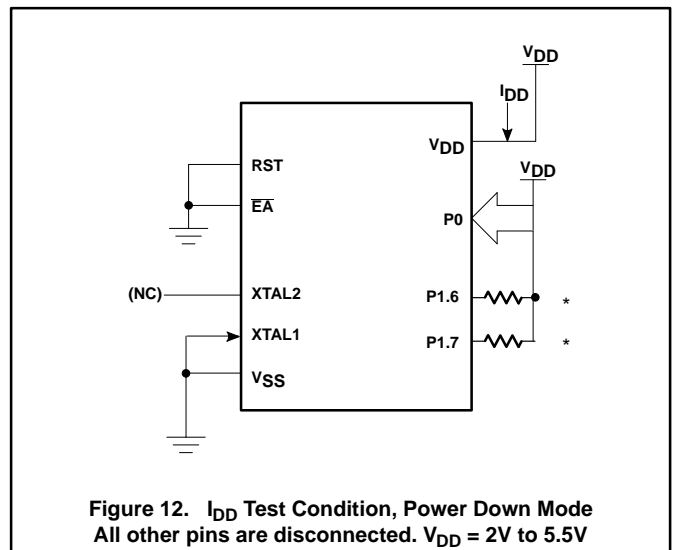 VDD
IDD
VDD
RST
VDD
EA
P0
(NC)
XTAL2
P1.6
*
XTAL1
P1.7
*
VSS
Figure 12. IDD Test Condition, Power Down Mode
All other pins are disconnected. VDD = 2V to 5.5V